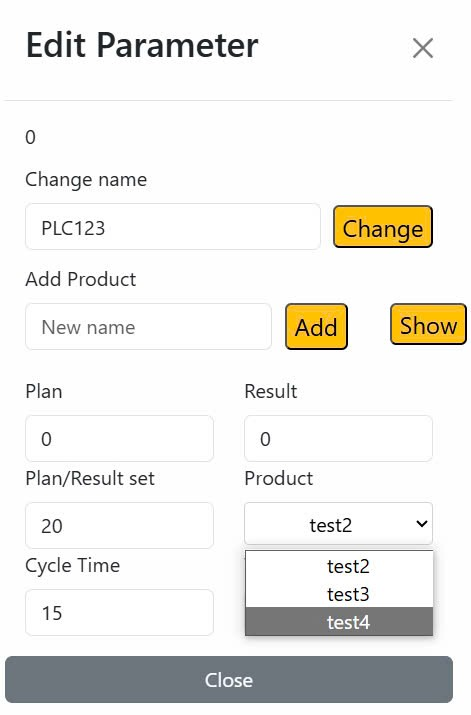 Edit Parameter
0
Change name
PLC123 Change
Add Product
New name Add Show
Plan Result
0 0
Plan/Result set Product
20 test2
Cycle Time
test2
test3
15
test4
Close